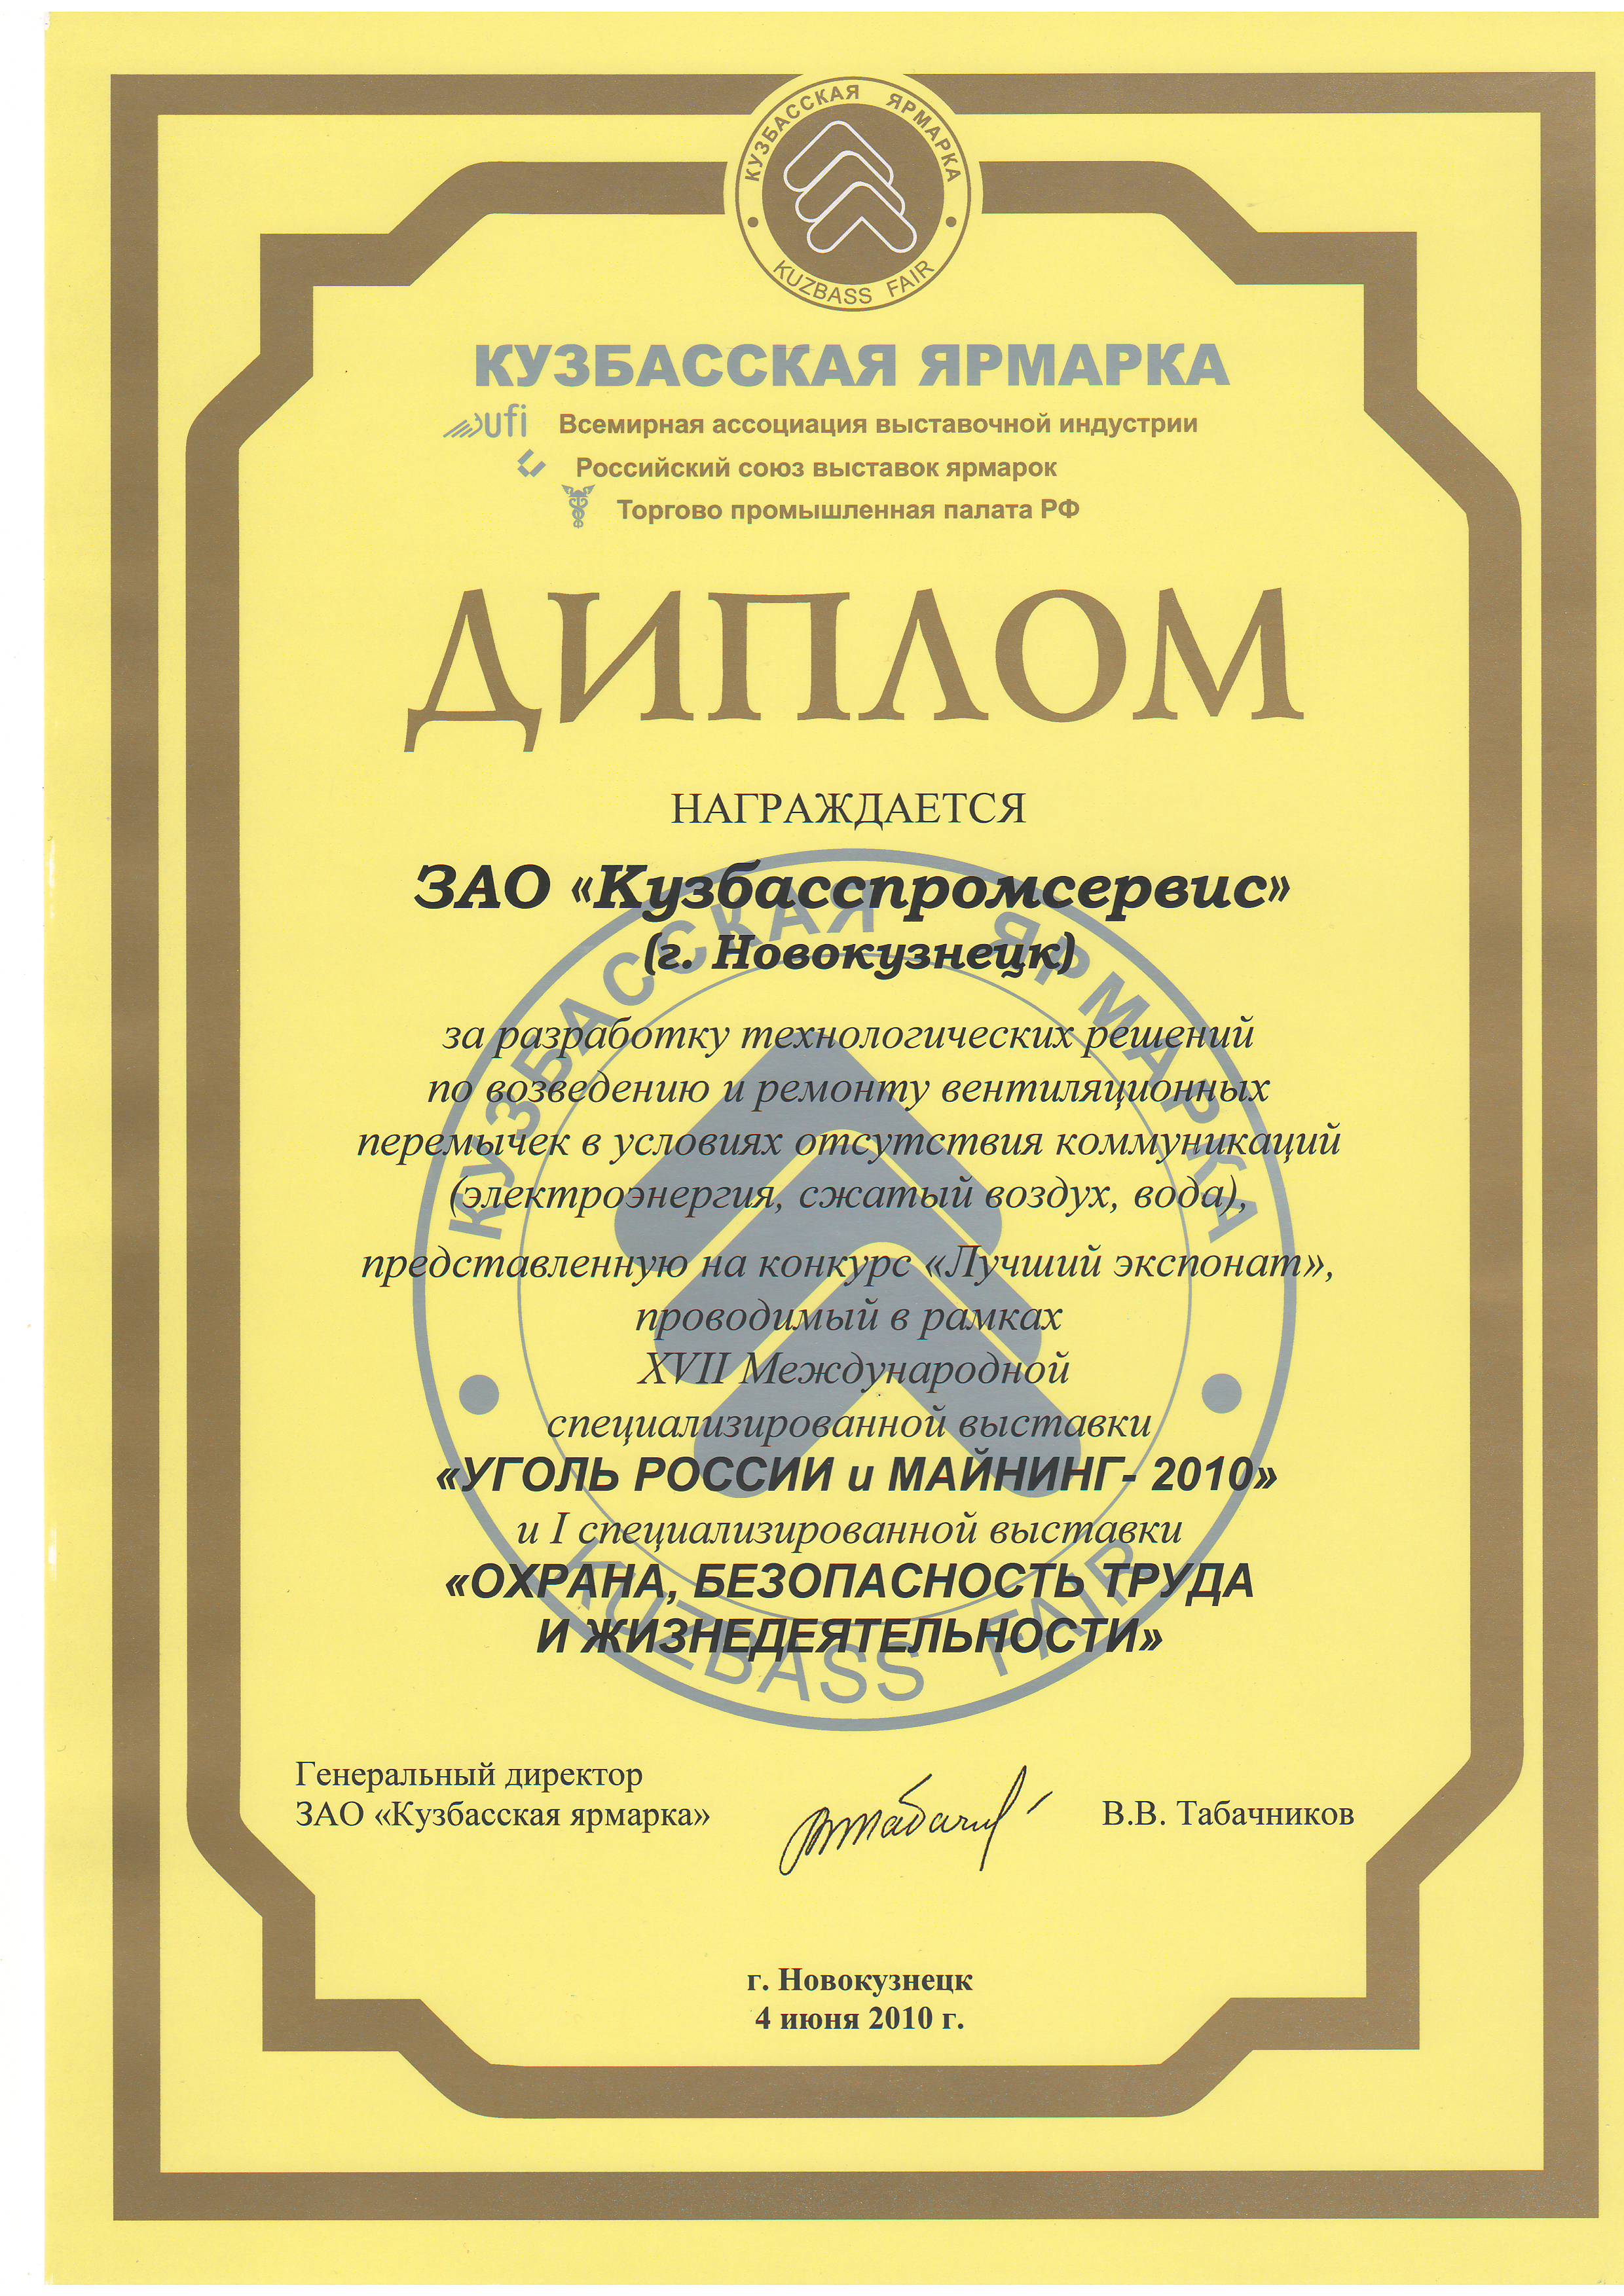 КУЗБАССКАЯ ЯРМАРКА
KUZBASS FAIR
КУЗБАССКАЯ ЯРМАРКА
ufi Всемирная ассоциация выставочной индустрии
Российский союз выставок ярмарок
Торгово промышленная палата РФ
ДИПЛОМ
НАГРАЖДАЕТСЯ
ЗАО «Кузбасспромсервис»
(г. Новокузнецк)
за разработку технологических решений
по возведению и ремонту вентиляционных
перемычек в условиях отсутствия коммуникаций
(электроэнергия, сжатый воздух, вода),
представленную на конкурс «Лучший экспонат»,
проводимый в рамках
XVII Международной
специализированной выставки
«УГОЛЬ РОССИИ и МАЙНИНГ- 2010»
и I специализированной выставки
«ОХРАНА, БЕЗОПАСНОСТЬ ТРУДА
И ЖИЗНЕДЕЯТЕЛЬНОСТИ»
КУЗБАССКАЯ ЯРМАРКА
KUZBASS FAIR
Генеральный директор
ЗАО «Кузбасская ярмарка» В.В. Табачников
г. Новокузнецк
4 июня 2010 г.